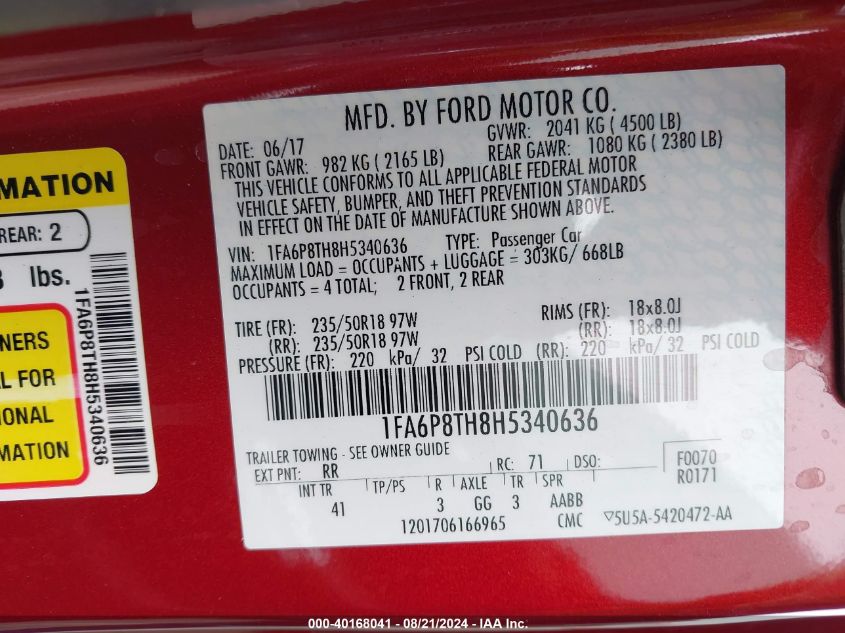 MFD. BY FORD MOTOR CO.
DATE: 06/17 GVWR: 2041 KG ( 4500 LB)
FRONT GAWR: 982 KG ( 2165 LB) REAR GAWR: 1080 KG ( 2380 LB)
THIS VEHICLE CONFORMS TO ALL APPLICABLE FEDERAL MOTOR
VEHICLE SAFETY, BUMPER, AND THEFT PREVENTION STANDARDS
IN EFFECT ON THE DATE OF MANUFACTURE SHOWN ABOVE.
VIN: 1FA6P8TH8H5340636 TYPE: Passenger Car
MAXIMUM LOAD = OCCUPANTS + LUGGAGE = 303KG/ 668LB
OCCUPANTS = 4 TOTAL; 2 FRONT, 2 REAR
TIRE (FR): 235/50R18 97W RIMS (FR): 18x8.0J
(RR): 235/50R18 97W (RR): 18x8.0J
PRESSURE (FR): 220 kPa/ 32 PSI COLD (RR): 220 kPa/ 32 PSI COLD
1FA6P8TH8H5340636
TRAILER TOWING - SEE OWNER GUIDE
EXT PNT: RR RC: 71 DSO: F0070
R0171
INT TR TP/PS R AXLE TR SPR
41 3 GG 3 AABB
1201706166965 CMC ▽5U5A-5420472-AA
RMATION
REAR: 2
lbs.
1FA6P8TH8H5340636
NERS
L FOR
IONAL
MATION
000-40168041 - 08/21/2024 - IAA Inc.